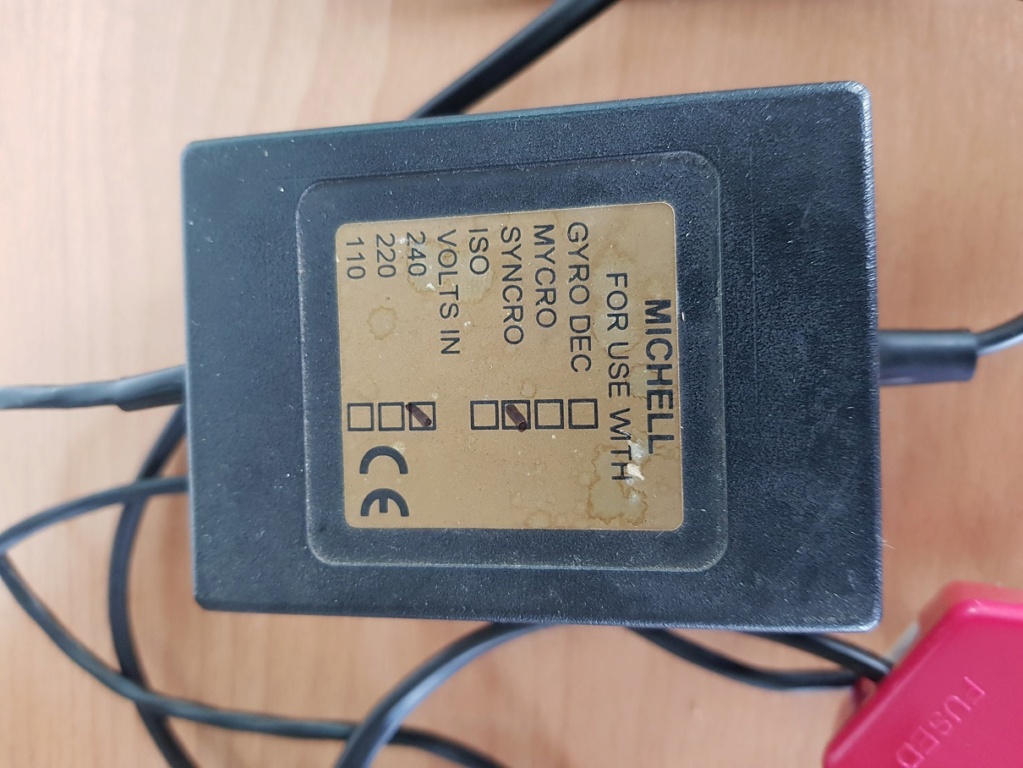 MICHELL
FOR USE WITH
GYRO DEC
MYCRO
SYNCRO
ISO
VOLTS IN
240
220
110
CE
FUSED